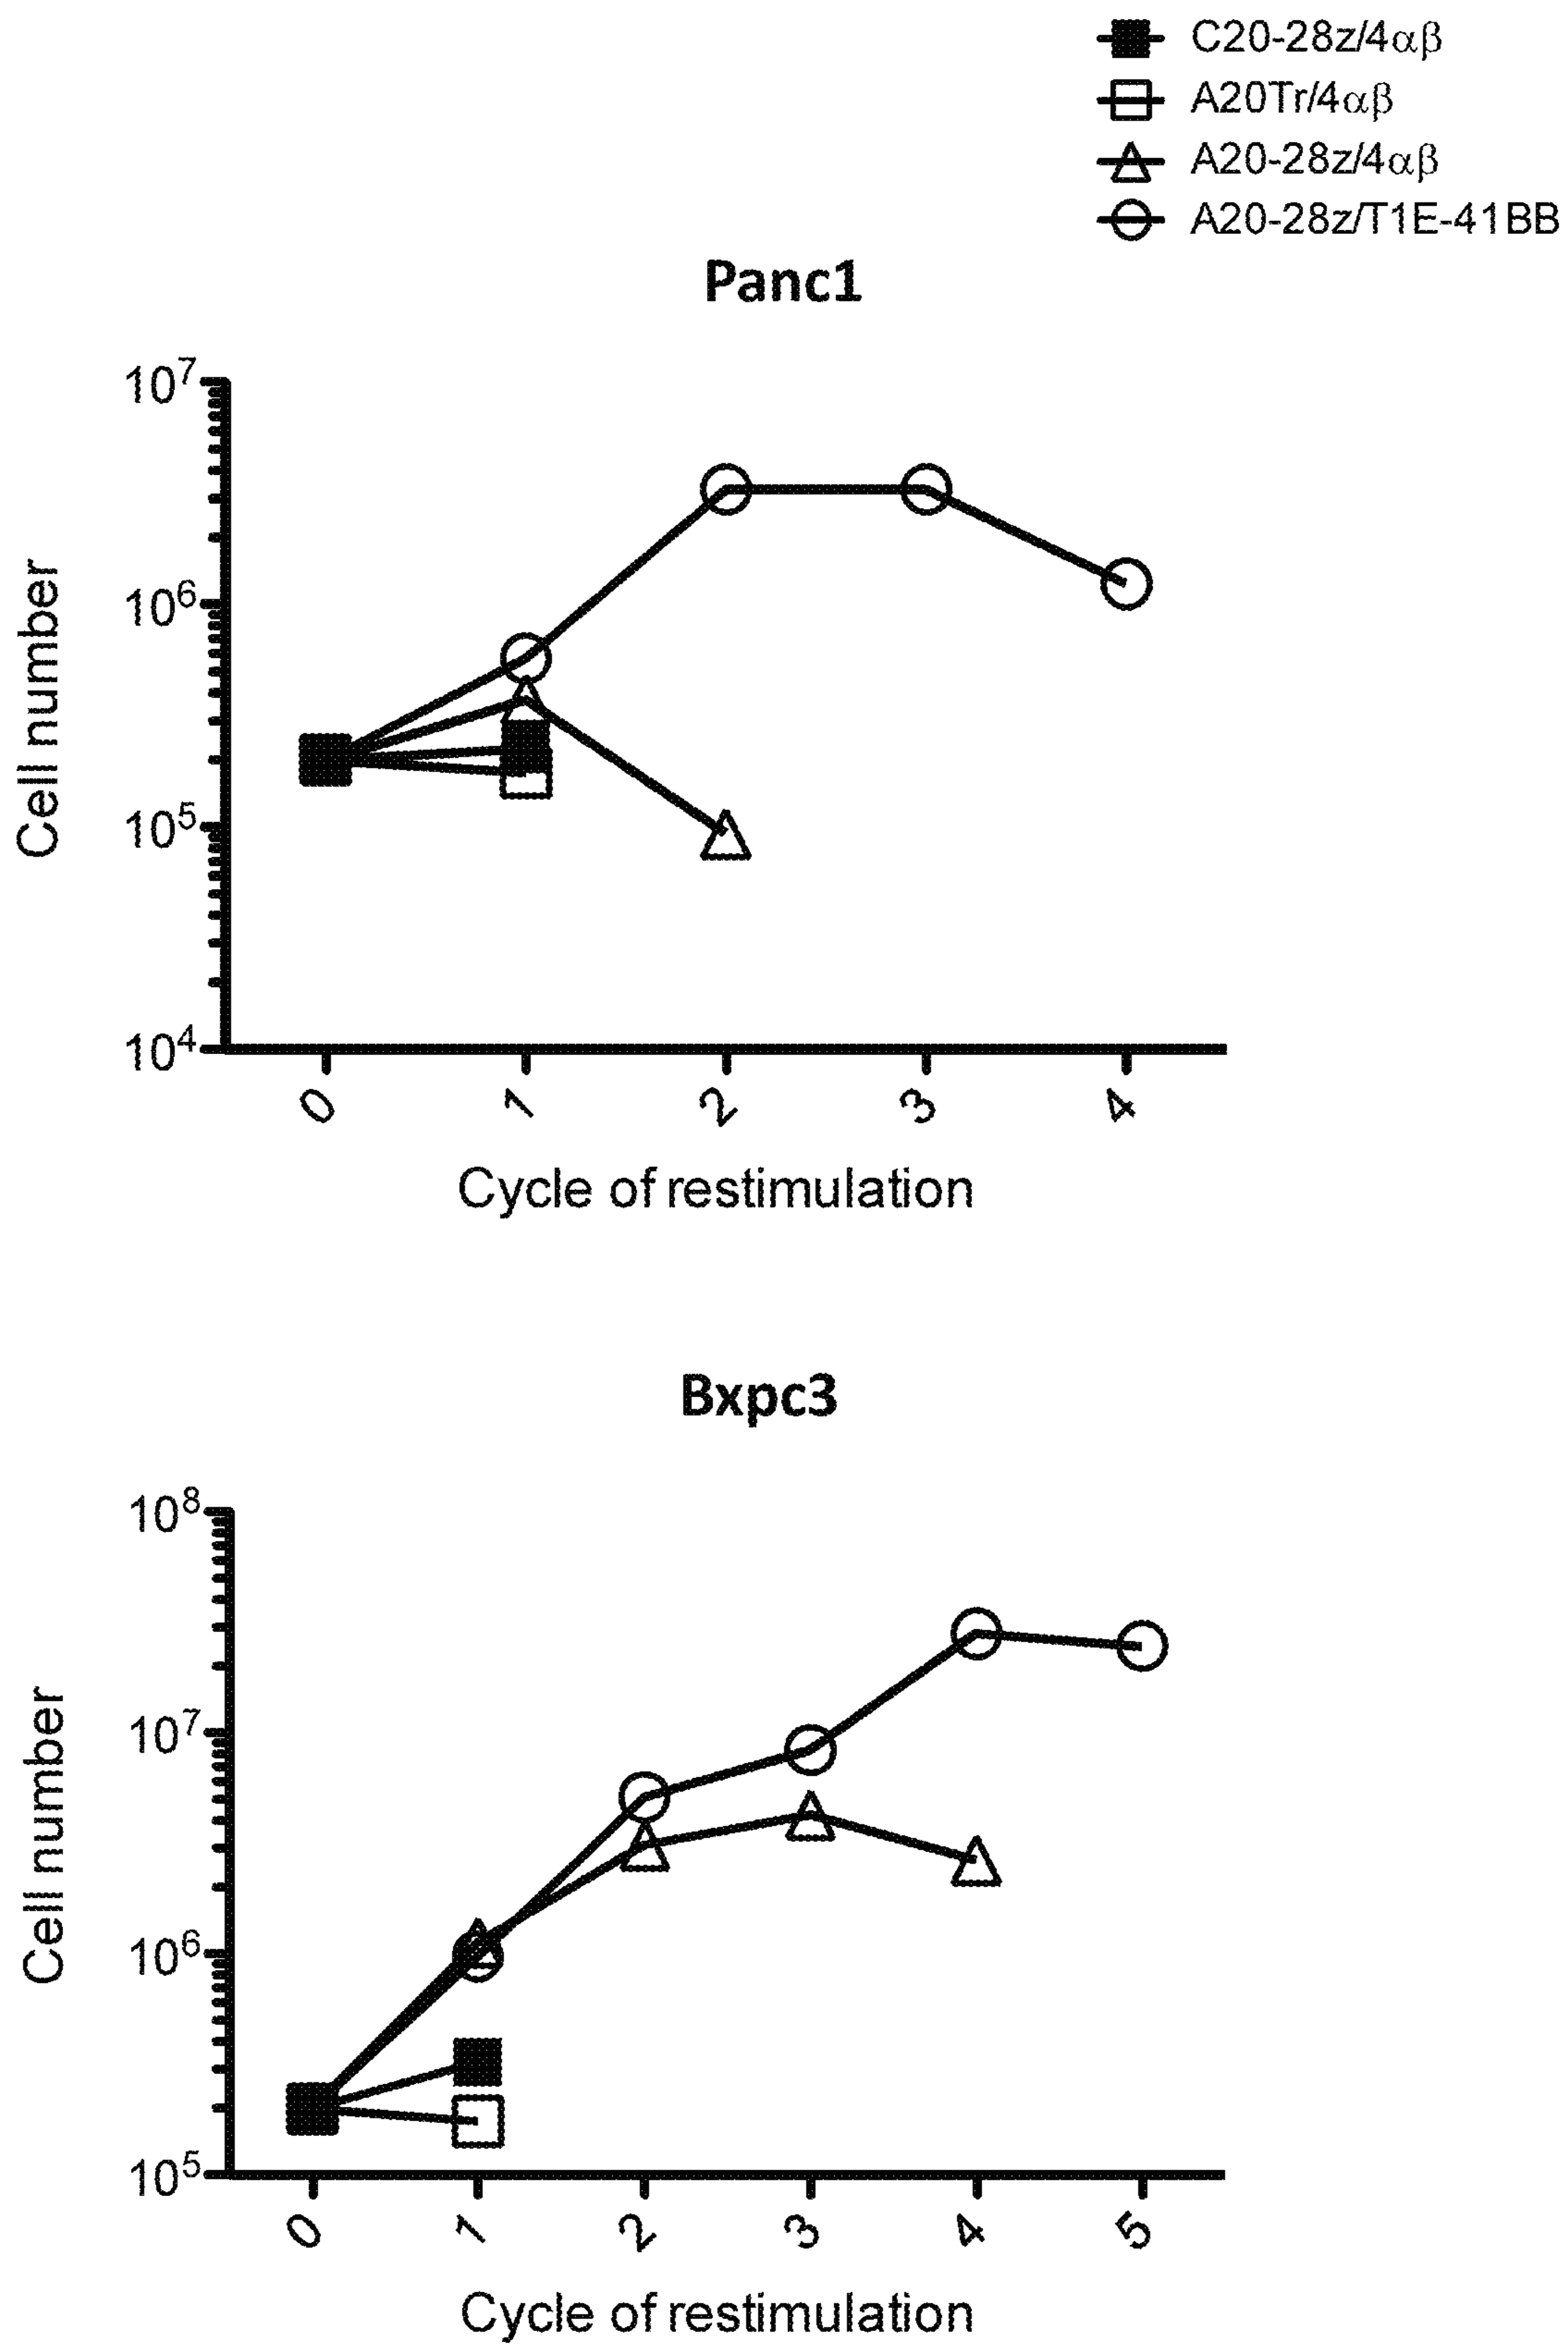 C20-28z/4αβ
A20Tr/4αβ
A20-28z/4αβ
A20-28z/T1E-41BB
Panc1
10⁷
10⁶
10⁵
10⁴
Cell number
0 1 2 3 4
Cycle of restimulation
Bxpc3
10⁸
10⁷
10⁶
10⁵
Cell number
0 1 2 3 4 5
Cycle of restimulation